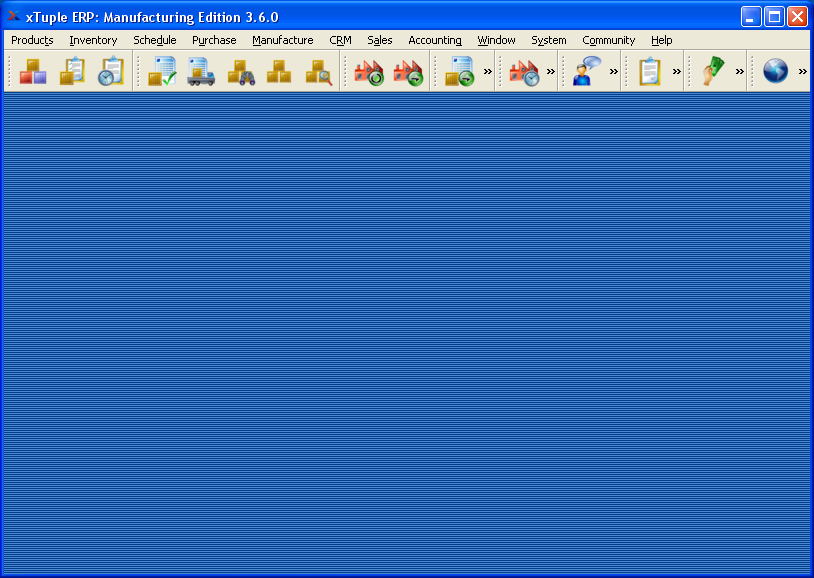 xTuple ERP: Manufacturing Edition 3.6.0
Products Inventory Schedule Purchase Manufacture CRM Sales Accounting Window System Community Help